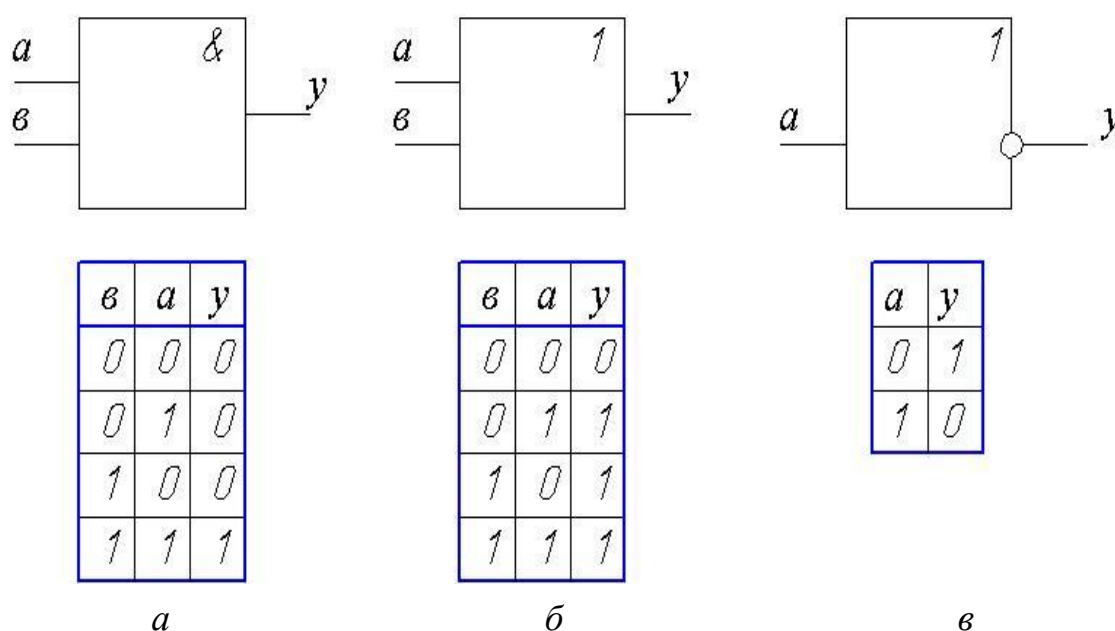 & 1 1
а а
у у
в в а у
в а у в а у а у
0 0 0 0 0 0 0 1
0 1 0 0 1 1 1 0
1 0 0 1 0 1
1 1 1 1 1 1
а б в